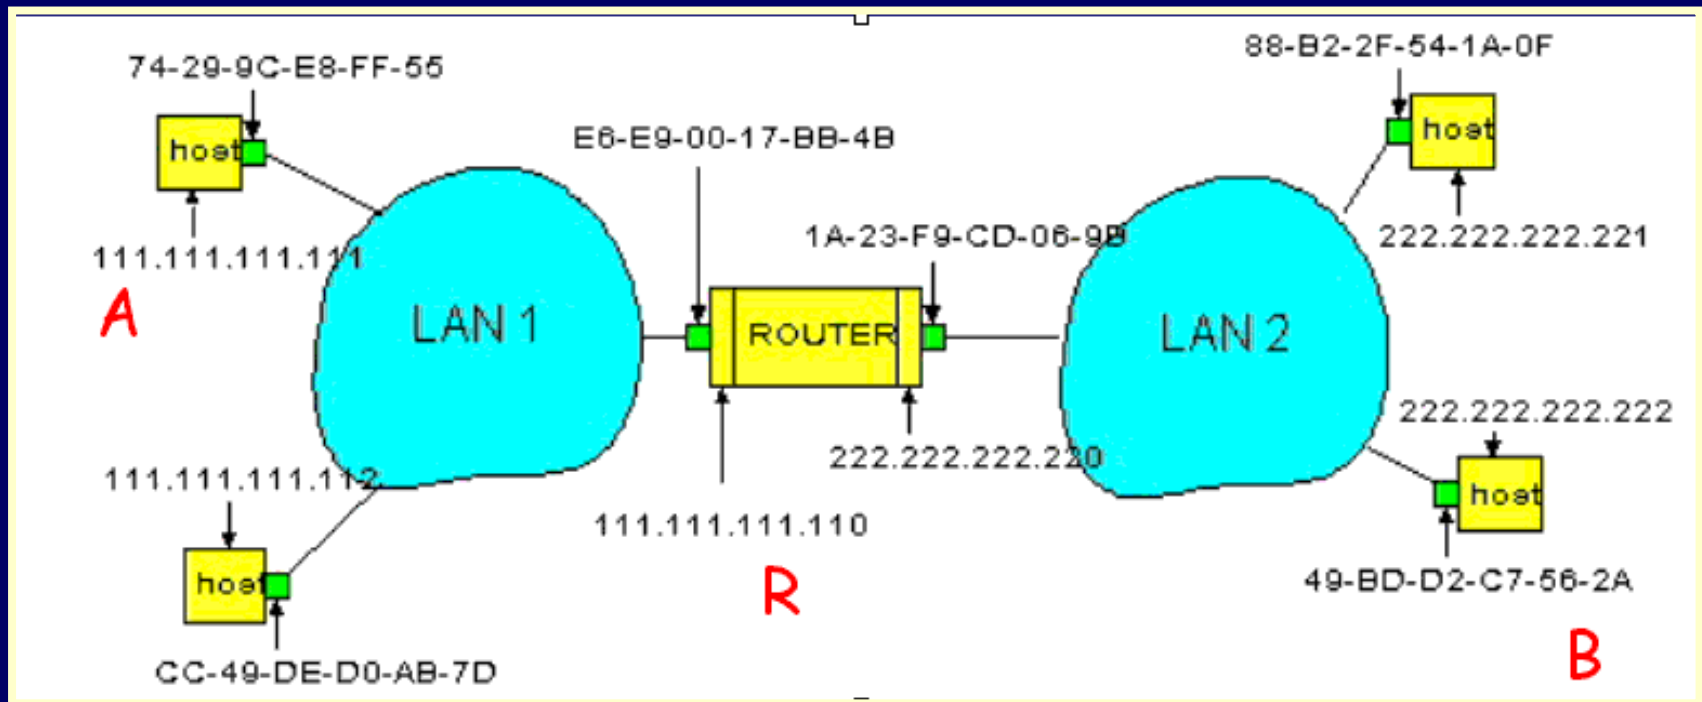 88-B2-2F-54-1A-0F
74-29-9C-E8-FF-55
E6-E9-00-17-BB-4B
host
host
1A-23-F9-CD-06-9B
222.222.222.221
111.111.111.111
A
LAN 1
ROUTER
LAN 2
222.222.222.222
222.222.222.220
111.111.111.112
host
111.111.111.110
host
R
49-BD-D2-C7-56-2A
B
CC-49-DE-D0-AB-7D